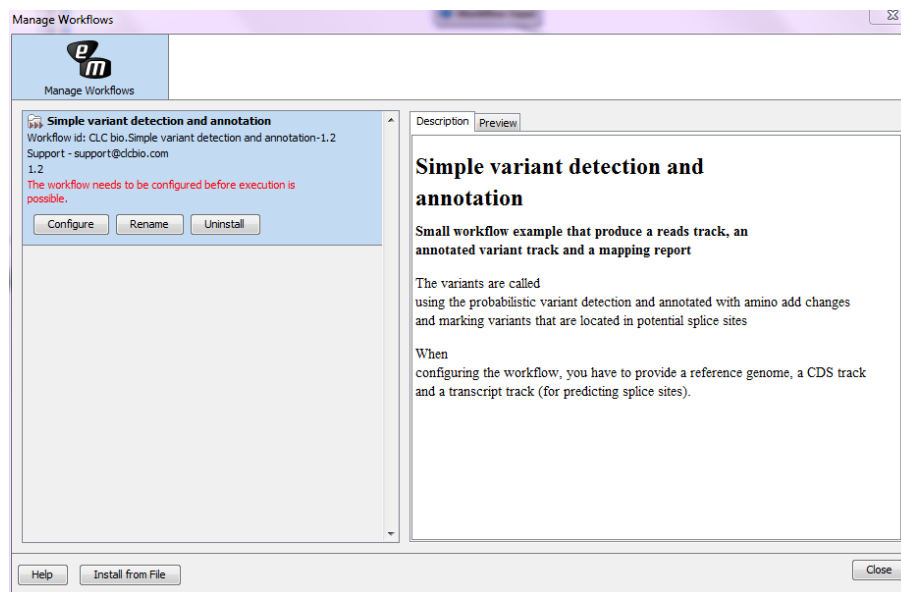 Manage Workflows
Manage Workflows
Simple variant detection and annotation
Workflow id: CLC bio.Simple variant detection and annotation-1.2
Support - support@clcbio.com
1.2
The workflow needs to be configured before execution is
possible.
Configure Rename Uninstall
Description Preview
Simple variant detection and
annotation
Small workflow example that produce a reads track, an
annotated variant track and a mapping report
The variants are called
using the probabilistic variant detection and annotated with amino add changes
and marking variants that are located in potential splice sites
When
configuring the workflow, you have to provide a reference genome, a CDS track
and a transcript track (for predicting splice sites).
Help Install from File Close